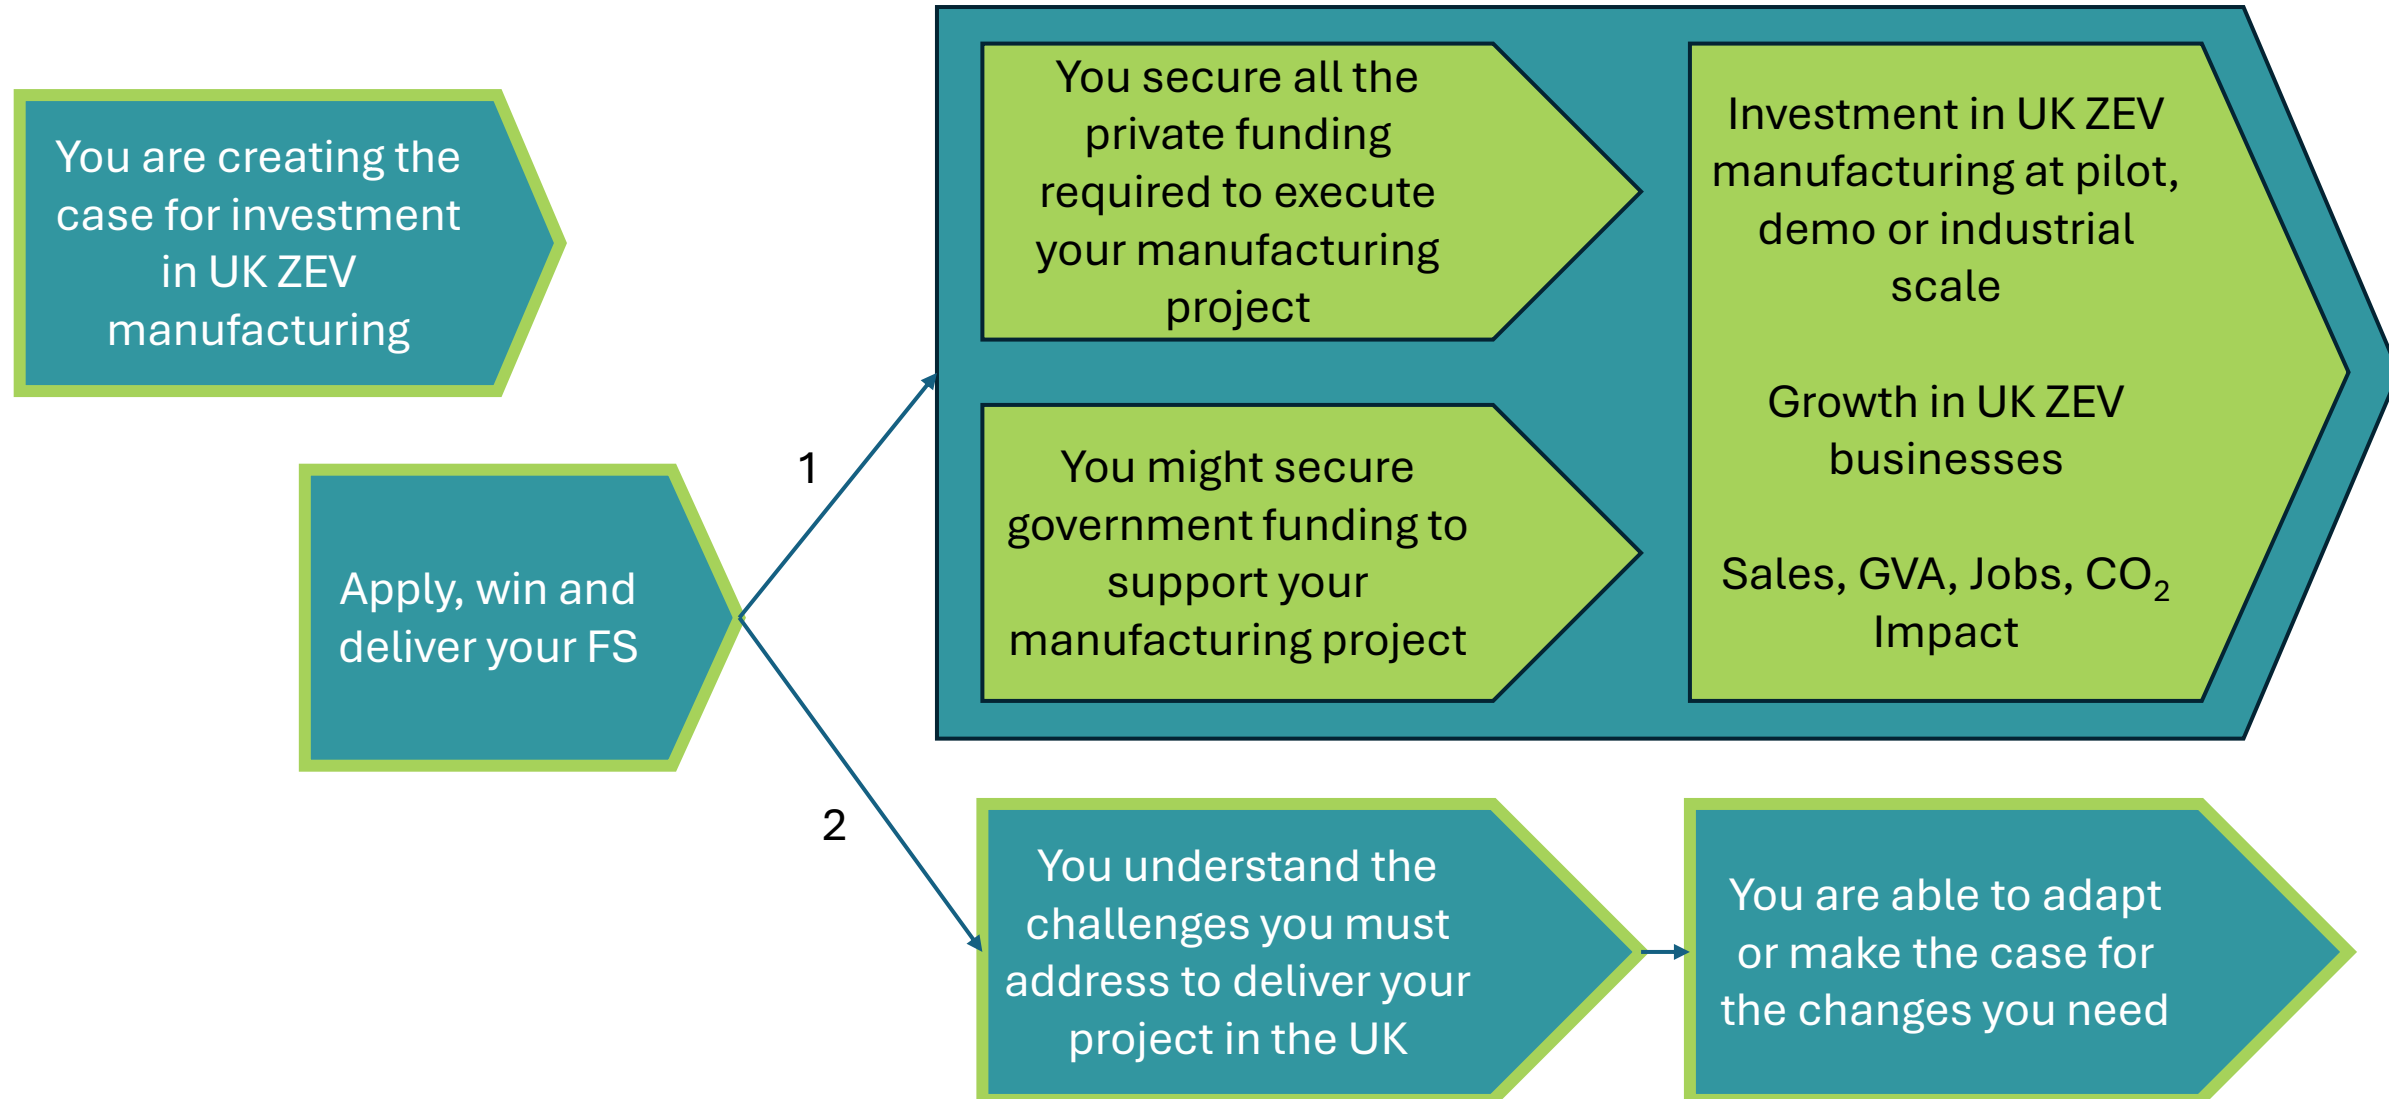 You are creating the
case for investment
in UK ZEV
manufacturing
Apply, win and
deliver your FS
1
2
You secure all the
private funding
required to execute
your manufacturing
project
You might secure
government funding to
support your
manufacturing project
Investment in UK ZEV
manufacturing at pilot,
demo or industrial
scale
Growth in UK ZEV
businesses
Sales, GVA, Jobs, CO₂
Impact
You understand the
challenges you must
address to deliver your
project in the UK
You are able to adapt
or make the case for
the changes you need